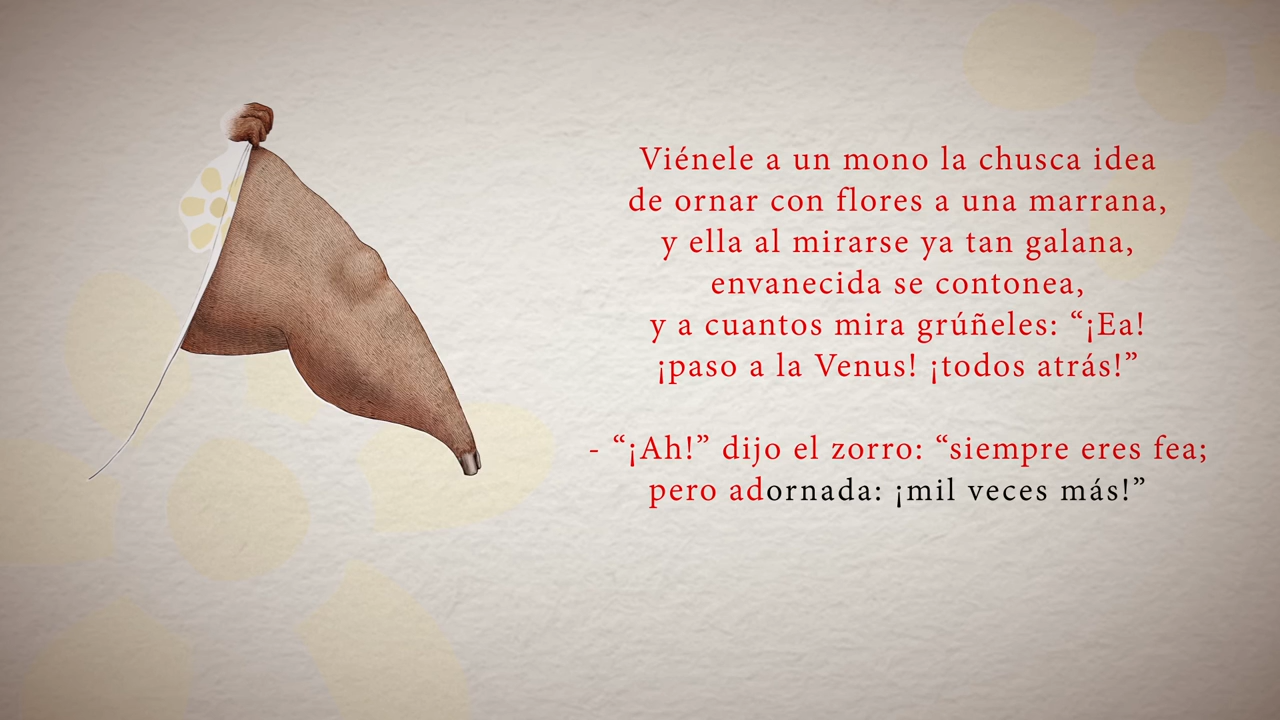 Viénele a un mono la chusca idea
de ornar con flores a una marrana,
y ella al mirarse ya tan galana,
envanecida se contonea,
y a cuantos mira grúñeles: “¡Ea!
¡paso a la Venus! ¡todos atrás!”
- “¡Ah!” dijo el zorro: “siempre eres fea;
pero adornada: ¡mil veces más!”